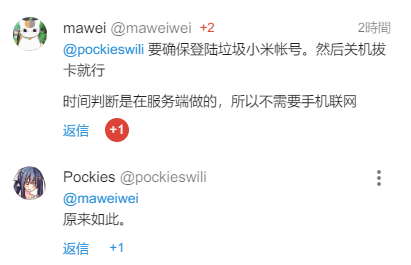 mawei @maweiwei +2 2時間
@pockieswili 要确保登陆垃圾小米帐号。然后关机拔
卡就行
时间判断是在服务端做的，所以不需要手机联网
返信 +1
Pockies @pockieswili
@maweiwei
原来如此。
返信 +1